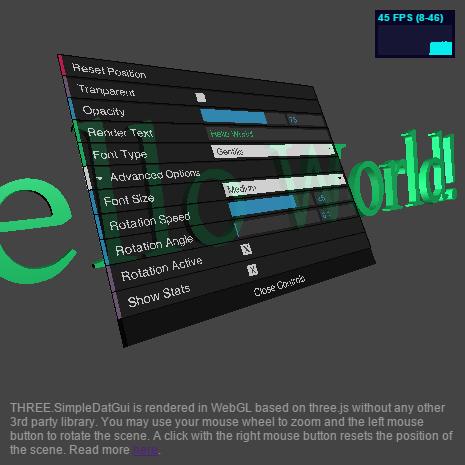 45 FPS (8-46)
Reset Position
Tranparent
Opacity 75
Render Text Hello World!
Font Type Gentilis
Advanced Options
Font Size Medium
Rotation Speed
Rotation Angle
Rotation Active
Show Stats
Close Controls
ello World!
THREE.SimpleDatGui is rendered in WebGL based on three.js without any other
3rd party library. You may use your mouse wheel to zoom and the left mouse
button to rotate the scene. A click with the right mouse button resets the position of
the scene. Read more here.